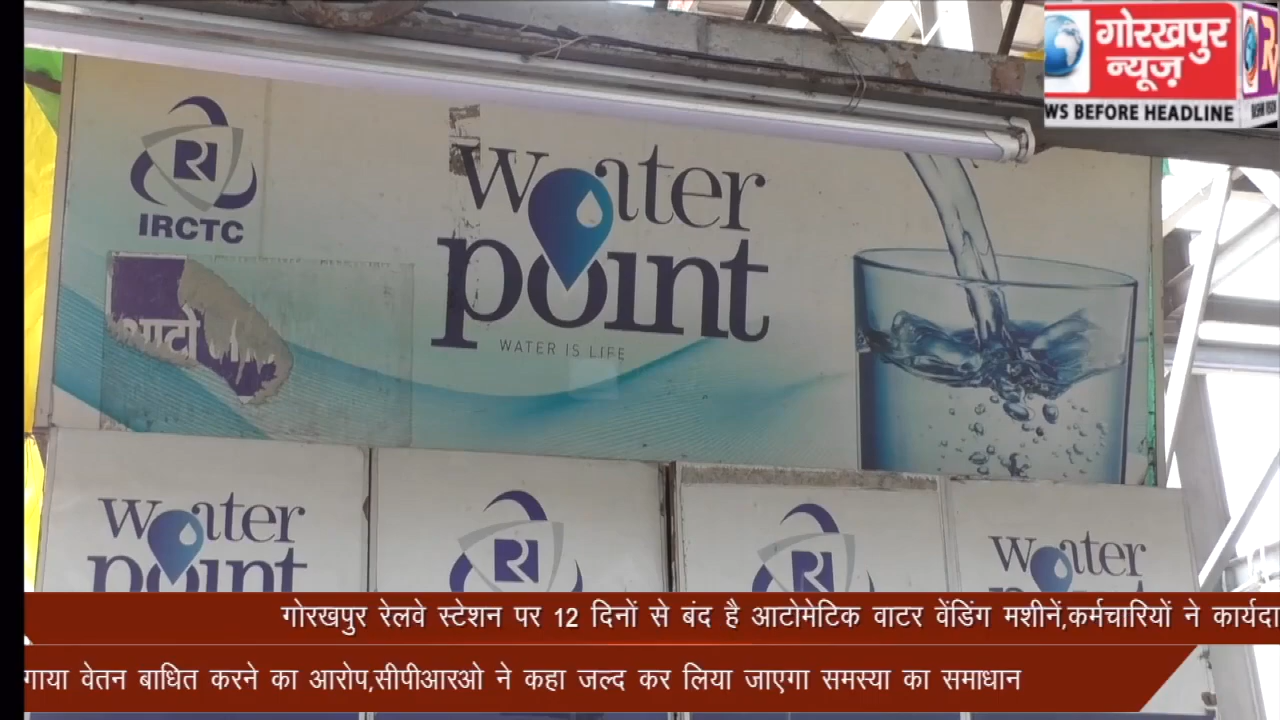 गोरखपुर
न्यूज़
WS BEFORE HEADLINE
IRCTC
water
point
WATER IS LIFE
water
point
water
गोरखपुर रेलवे स्टेशन पर 12 दिनों से बंद है आटोमेटिक वाटर वेंडिंग मशीनें,कर्मचारियों ने कार्यदा
गाया वेतन बाधित करने का आरोप,सीपीआरओ ने कहा जल्द कर लिया जाएगा समस्या का समाधान